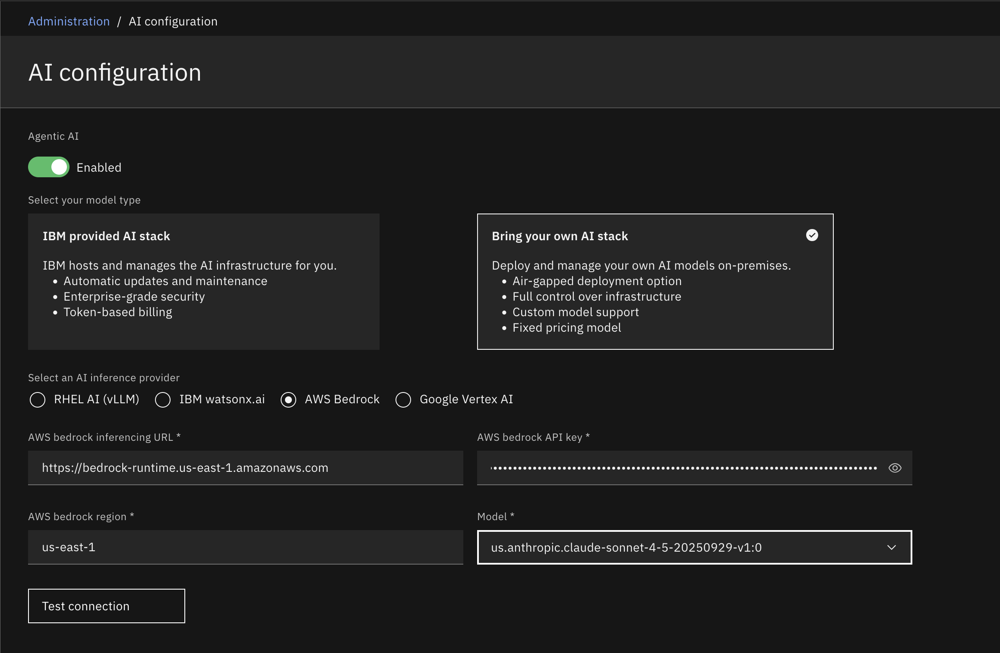 Administration / AI configuration
AI configuration
Agentic AI
Enabled
Select your model type
IBM provided AI stack
IBM hosts and manages the AI infrastructure for you.
• Automatic updates and maintenance
• Enterprise-grade security
• Token-based billing
Bring your own AI stack
Deploy and manage your own AI models on-premises.
• Air-gapped deployment option
• Full control over infrastructure
• Custom model support
• Fixed pricing model
Select an AI inference provider
RHEL AI (vLLM) IBM watsonx.ai AWS Bedrock Google Vertex AI
AWS bedrock inferencing URL *
https://bedrock-runtime.us-east-1.amazonaws.com
AWS bedrock API key *
AWS bedrock region *
us-east-1
Model *
us.anthropic.claude-sonnet-4-5-20250929-v1:0
Test connection